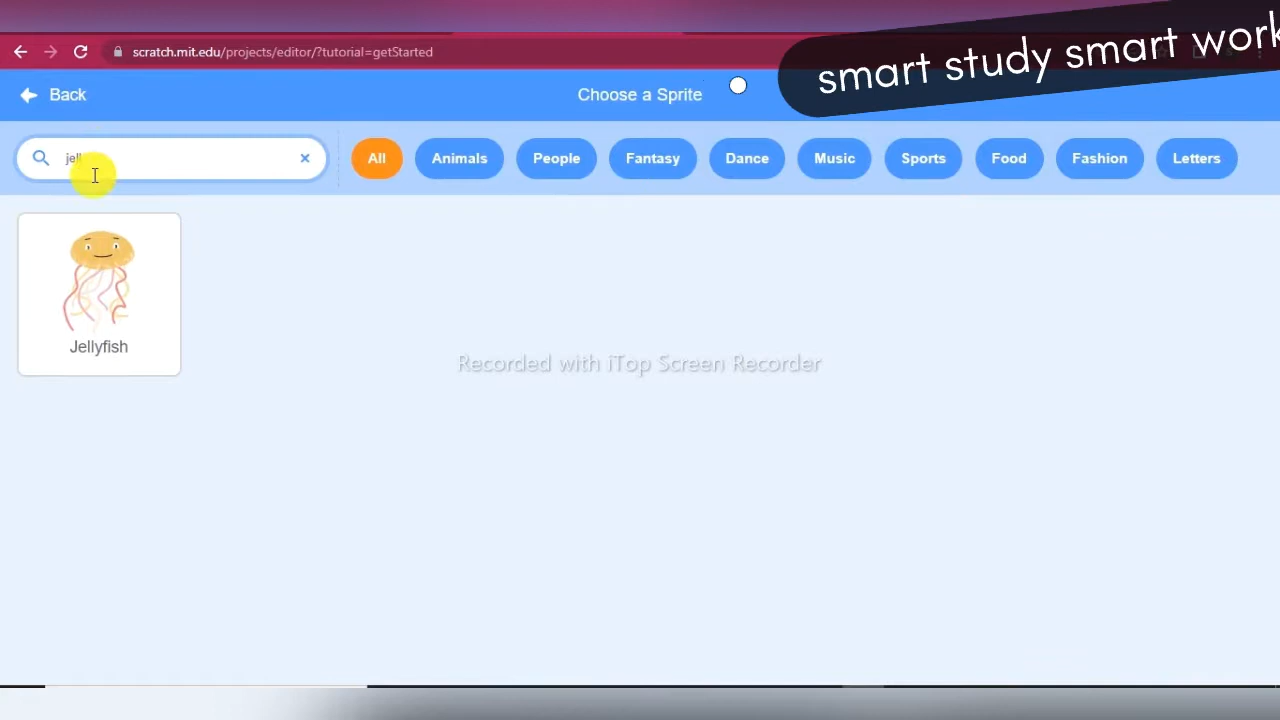 smart study smart work
scratch.mit.edu/projects/editor/?tutorial=getStarted
Back
Choose a Sprite
All
Animals
People
Fantasy
Dance
Music
Sports
Food
Fashion
Letters
Jellyfish
Recorded with iTop Screen Recorder